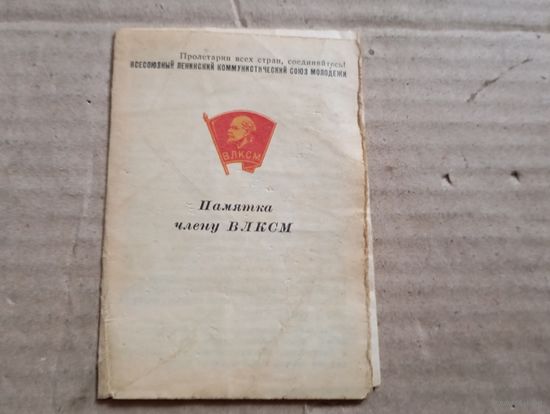 Пролетарии всех стран, соединяйтесь!
ВСЕСОЮЗНЫЙ ЛЕНИНСКИЙ КОММУНИСТИЧЕСКИЙ СОЮЗ МОЛОДЕЖИ
ВЛКСМ
Памятка
члену ВЛКСМ